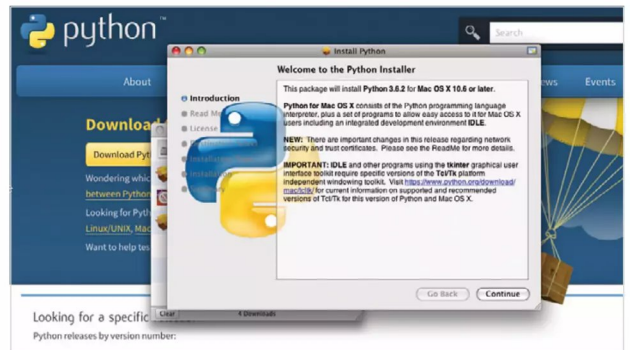 python™
Search
About
ews
Events
Download
Download Pyt
Wondering whic
between Python
Looking for Pyth
Linux/UNIX, Mac
Want to help tes
Install Python
Welcome to the Python Installer
Introduction
Read Me
License
Installation
This package will install Python 3.6.2 for Mac OS X 10.6 or later.
Python for Mac OS X consists of the Python programming language
interpreter, plus a set of programs to allow easy access to it for Mac OS X
users including an integrated development environment IDLE.
NEW: There are important changes in this release regarding network
security and trust certificates. Please see the ReadMe for more details.
IMPORTANT: IDLE and other programs using the tkinter graphical user
interface toolkit require specific versions of the Tcl/Tk platform
independent windowing toolkit. Visit https://www.python.org/download/
mac/tcltk/ for current information on supported and recommended
versions of Tcl/Tk for this version of Python and Mac OS X.
Go Back
Continue
Clear
4 Downloads
Looking for a specific
Python releases by version number: